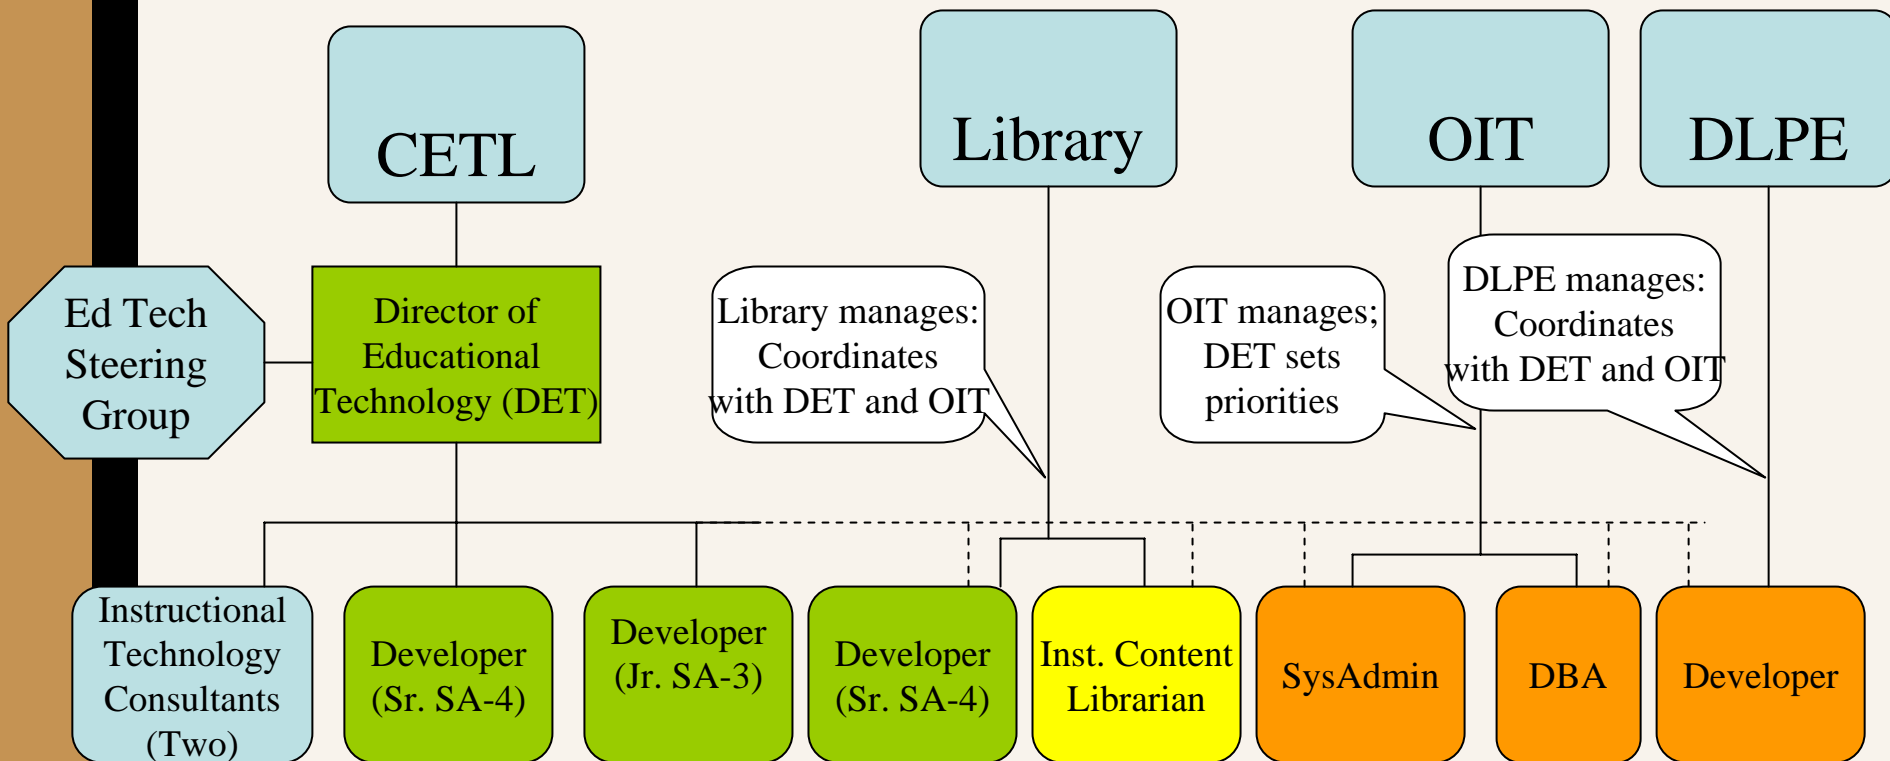 CETL
Library
OIT
DLPE
Ed Tech
Steering
Group
Director of
Educational
Technology (DET)
Library manages:
Coordinates
with DET and OIT
OIT manages;
DET sets
priorities
DLPE manages:
Coordinates
with DET and OIT
Instructional
Technology
Consultants
(Two)
Developer
(Sr. SA-4)
Developer
(Jr. SA-3)
Developer
(Sr. SA-4)
Inst. Content
Librarian
SysAdmin
DBA
Developer